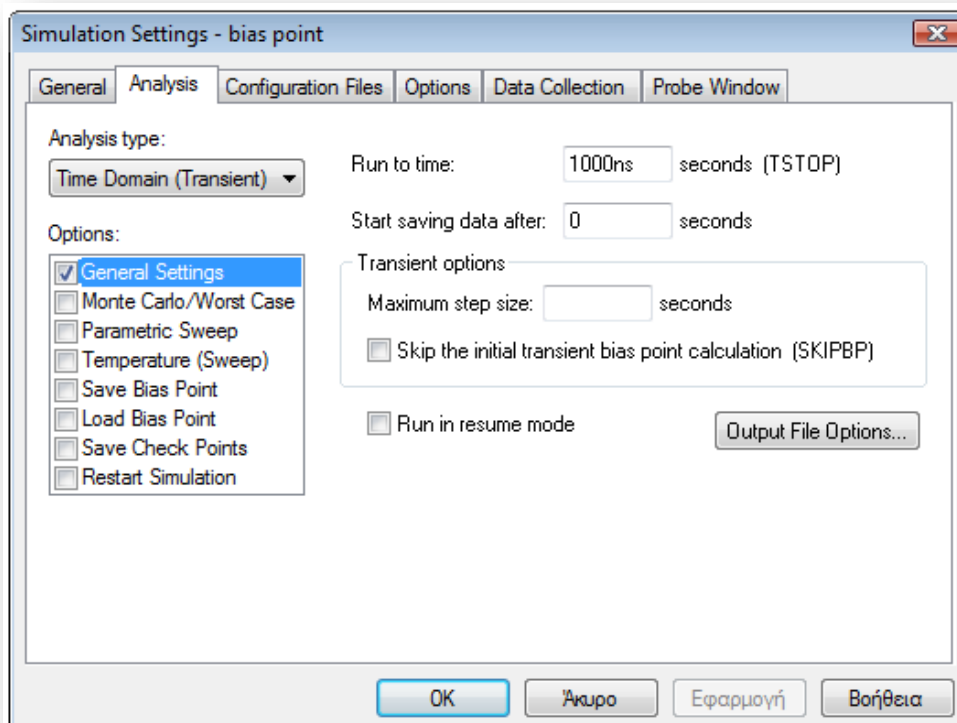 Simulation Settings - bias point
General Analysis Configuration Files Options Data Collection Probe Window
Analysis type:
Time Domain (Transient)
Options:
General Settings
Monte Carlo/Worst Case
Parametric Sweep
Temperature (Sweep)
Save Bias Point
Load Bias Point
Save Check Points
Restart Simulation
Run to time: 1000ns seconds (TSTOP)
Start saving data after: 0 seconds
Transient options
Maximum step size: seconds
Skip the initial transient bias point calculation (SKIPBP)
Run in resume mode
Output File Options...
OK Άκυρο Εφαρμογή Βοήθεια